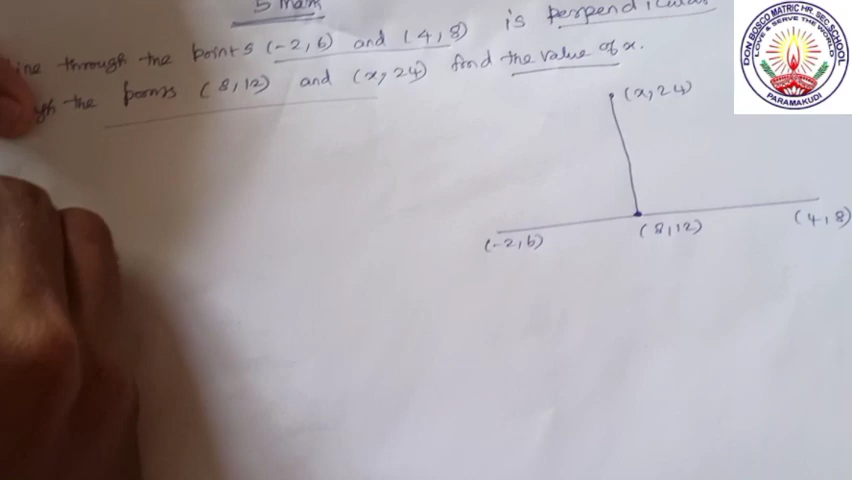 5 mark
line through the points (-2, 6) and (4, 8) is perpendicular
the points (8, 12) and (x, 24) find the value of x.
(x, 24)
(-2, 6)
(8, 12)
(4, 8)
DON BOSCO MATRIC HR. SEC. SCHOOL
LOVE & SERVE THE WORLD
PARAMAKUDI